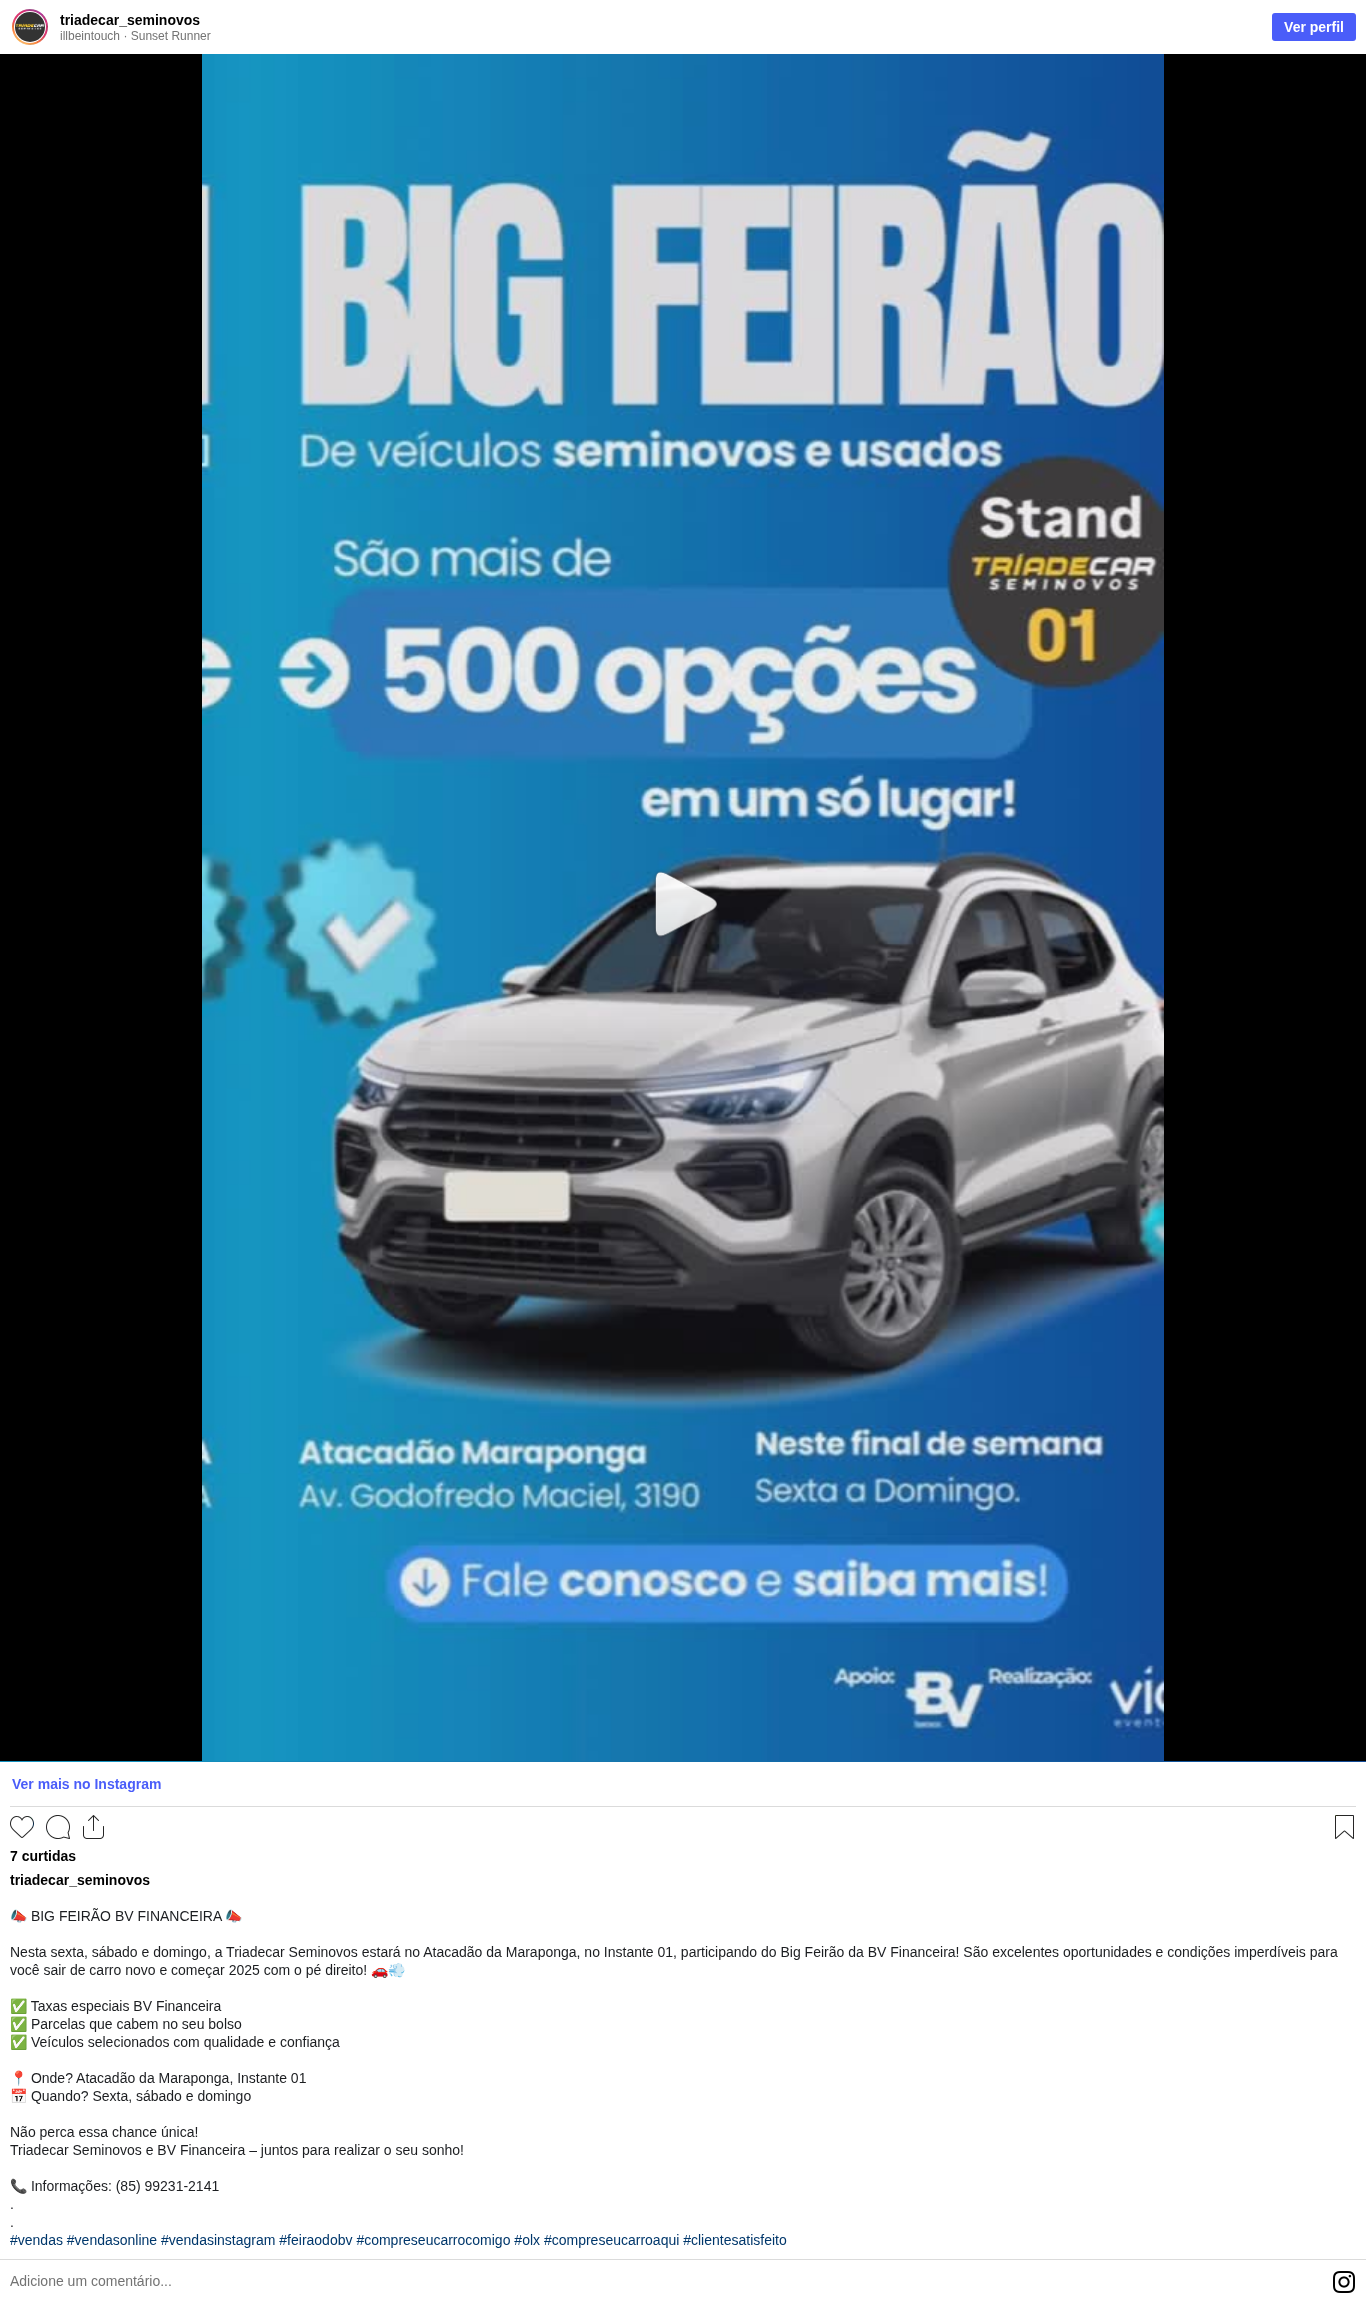 triadecar_seminovos
illbeintouch · Sunset Runner
Ver perfil
BIG FEIRÃO
De veículos seminovos e usados
Stand
TRÍADECAR
SEMINOVOS
01
São mais de
500 opções
em um só lugar!
Atacadão Maraponga
Av. Godofredo Maciel, 3190
Neste final de semana
Sexta a Domingo.
Fale conosco e saiba mais!
Apoio:
BV
Realização:
Ver mais no Instagram
7 curtidas
triadecar_seminovos
📣 BIG FEIRÃO BV FINANCEIRA 📣
Nesta sexta, sábado e domingo, a Triadecar Seminovos estará no Atacadão da Maraponga, no Instante 01, participando do Big Feirão da BV Financeira! São excelentes oportunidades e condições imperdíveis para
você sair de carro novo e começar 2025 com o pé direito! 🚗💨
✅ Taxas especiais BV Financeira
✅ Parcelas que cabem no seu bolso
✅ Veículos selecionados com qualidade e confiança
📍 Onde? Atacadão da Maraponga, Instante 01
📅 Quando? Sexta, sábado e domingo
Não perca essa chance única!
Triadecar Seminovos e BV Financeira – juntos para realizar o seu sonho!
📞 Informações: (85) 99231-2141
.
.
#vendas #vendasonline #vendasinstagram #feiraodobv #compreseucarrocomigo #olx #compreseucarroaqui #clientesatisfeito
Adicione um comentário...